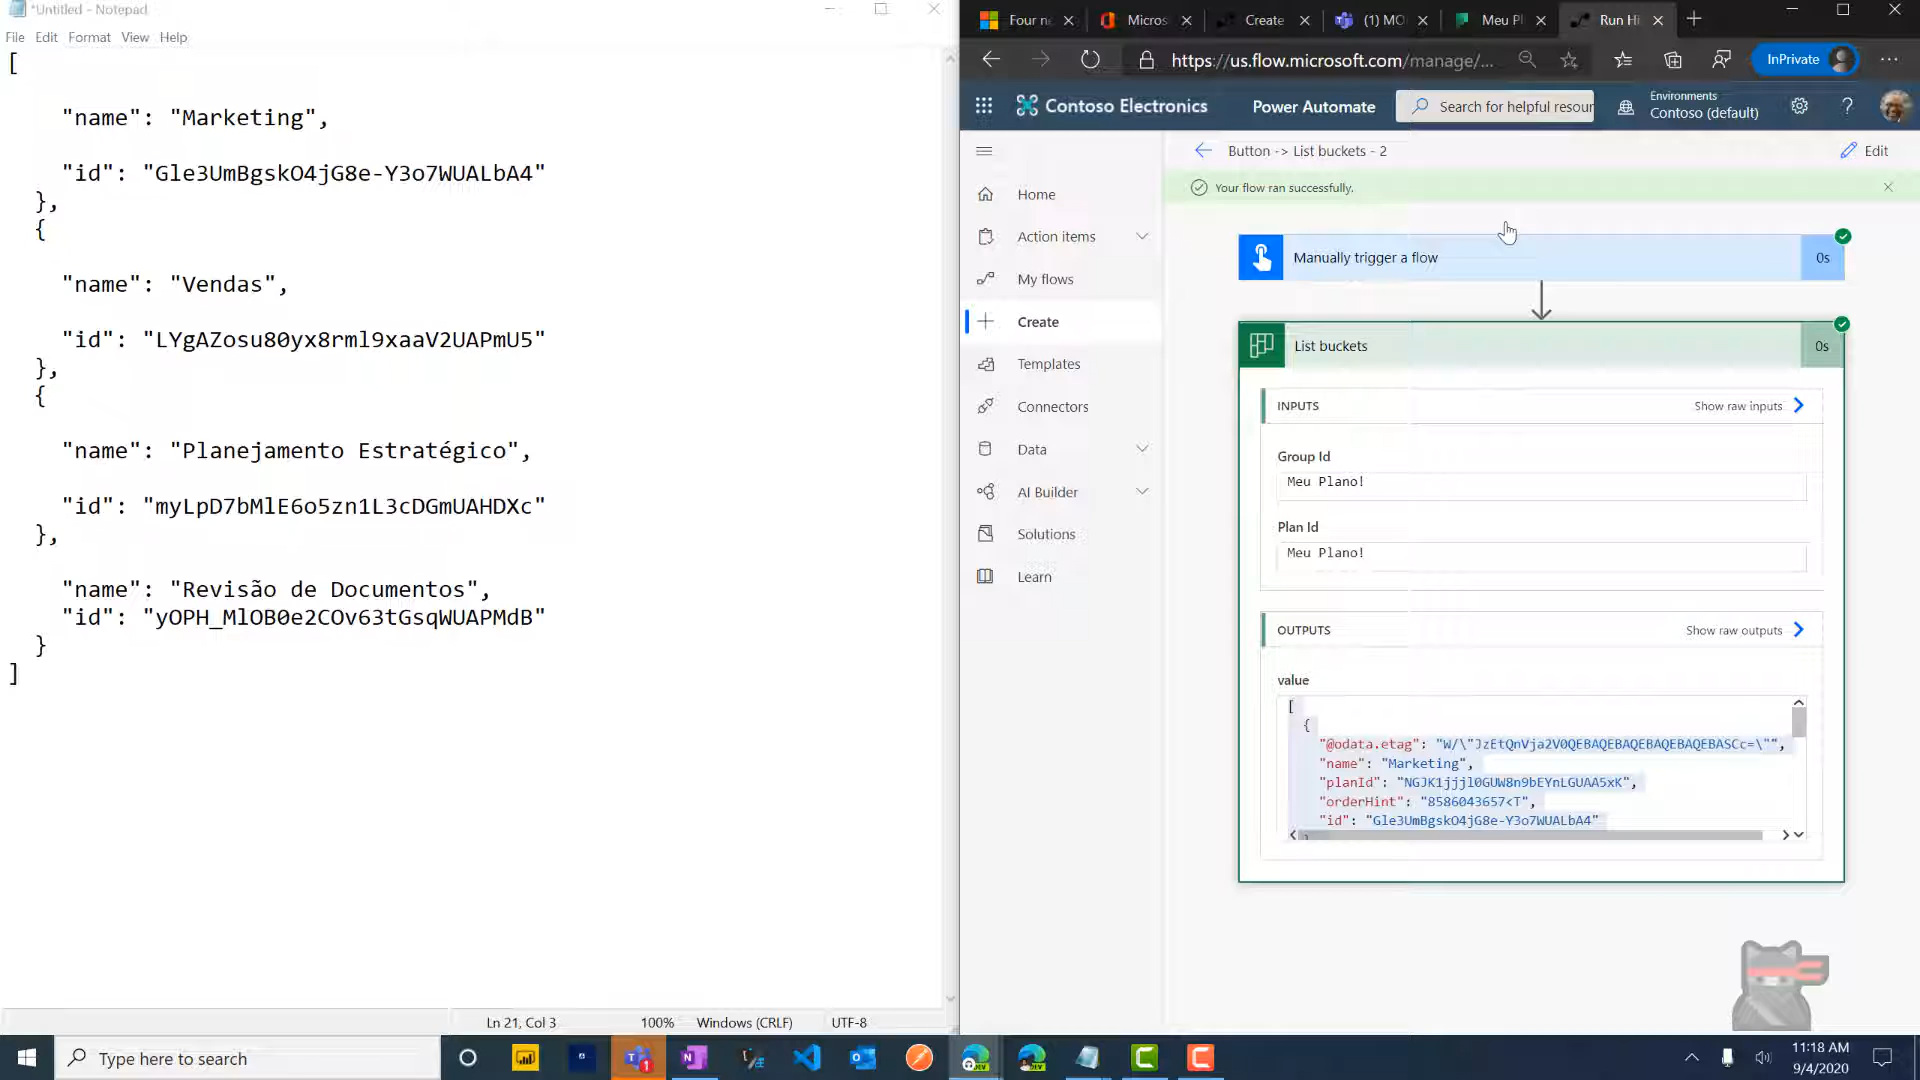 *Untitled - Notepad
File Edit Format View Help
[
"name": "Marketing",
"id": "Gle3UmBgskO4jG8e-Y3o7WUALbA4"
},
{
"name": "Vendas",
"id": "LYgAZosu80yx8rml9xaaV2UAPmU5"
},
{
"name": "Planejamento Estratégico",
"id": "myLpD7bMlE6o5zn1L3cDGmUAHDXc"
},
"name": "Revisão de Documentos",
"id": "yOPH_MlOB0e2COv63tGsqWUAPMdB"
}
]
Ln 21, Col 3 100% Windows (CRLF) UTF-8
Four ne Micros Create (1) MO Meu Pl Run Hi
https://us.flow.microsoft.com/manage/... InPrivate
Contoso Electronics Power Automate Search for helpful resour Environments
Contoso (default)
Home
Action items
My flows
Create
Templates
Connectors
Data
AI Builder
Solutions
Learn
Button -> List buckets - 2 Edit
Your flow ran successfully.
Manually trigger a flow 0s
List buckets 0s
INPUTS Show raw inputs
Group Id
Meu Plano!
Plan Id
Meu Plano!
OUTPUTS Show raw outputs
value
[
{
"@odata.etag": "W/\"JzEtQnVja2V0QEBAQEBAQEBAQEBAQEBASCc=\"",
"name": "Marketing",
"planId": "NGJK1jjjl0GUW8n9bEYnLGUAA5xK",
"orderHint": "8586043657<T",
"id": "Gle3UmBgskO4jG8e-Y3o7WUALbA4"
Type here to search
1
11:18 AM
9/4/2020